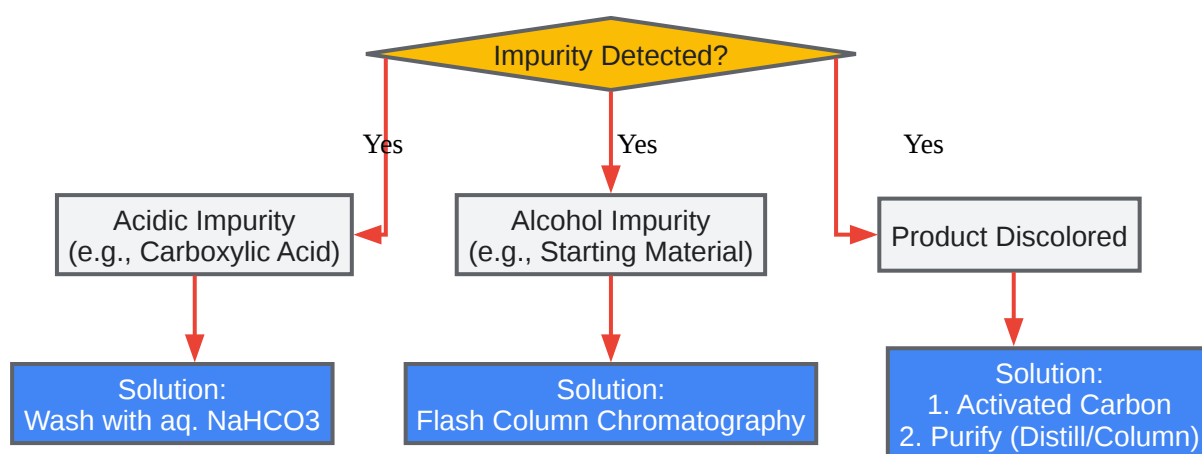 Impurity Detected?
Yes
Yes
Yes
Acidic Impurity
(e.g., Carboxylic Acid)
Alcohol Impurity
(e.g., Starting Material)
Product Discolored
Solution:
Wash with aq. NaHCO3
Solution:
Flash Column Chromatography
Solution:
1. Activated Carbon
2. Purify (Distill/Column)